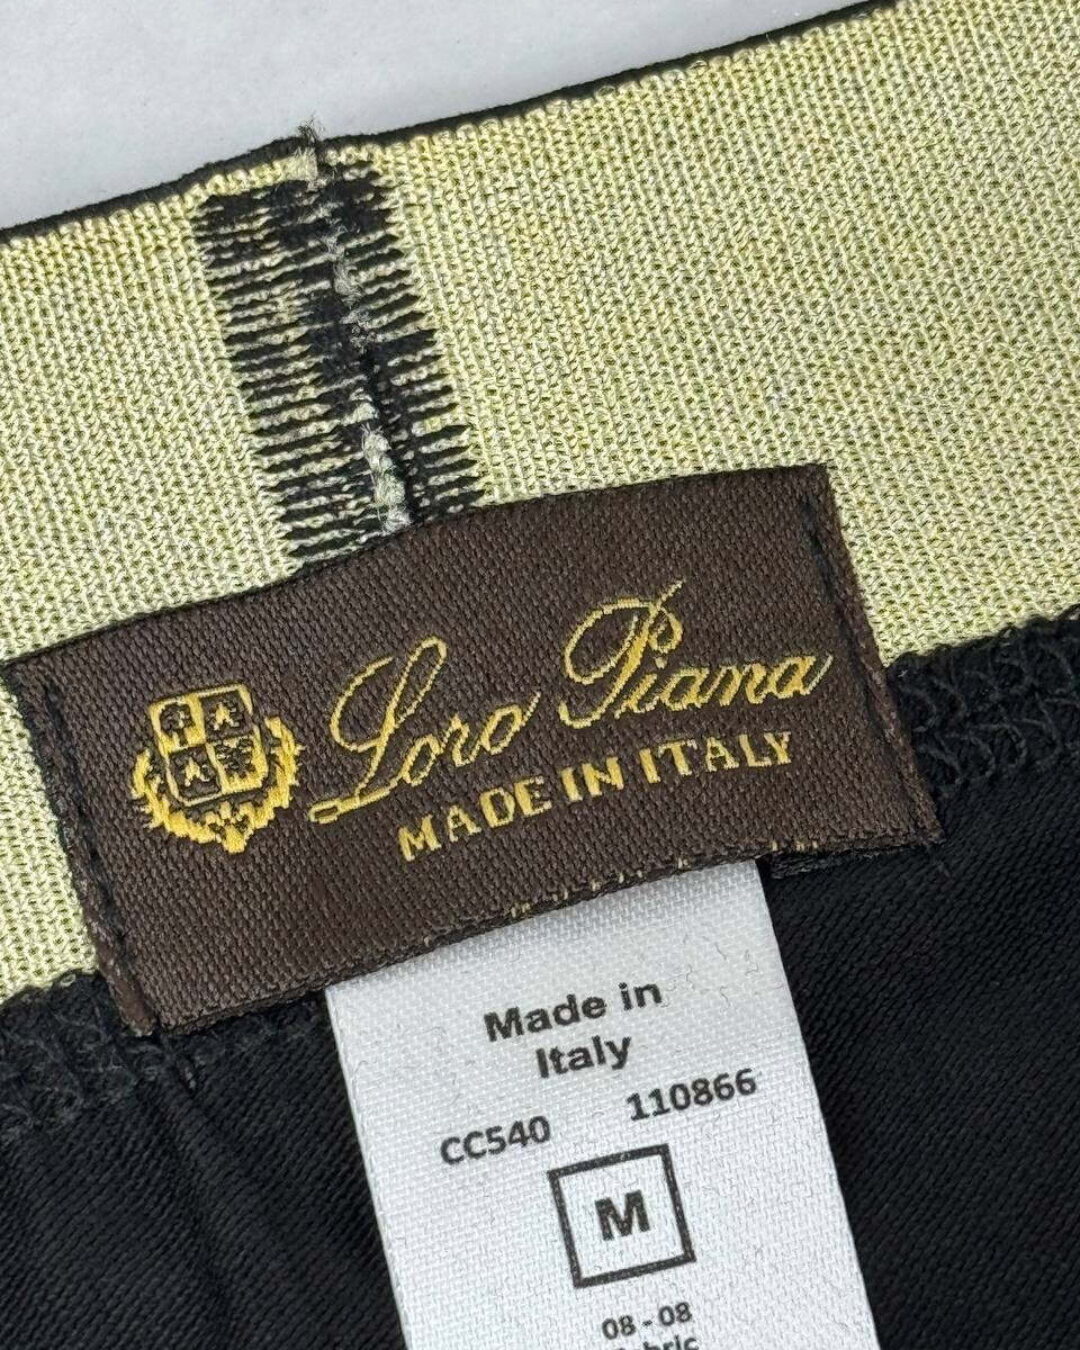 Loro Piana
MADE IN ITALY
Made in
Italy
CC540 110866
M
08 - 08